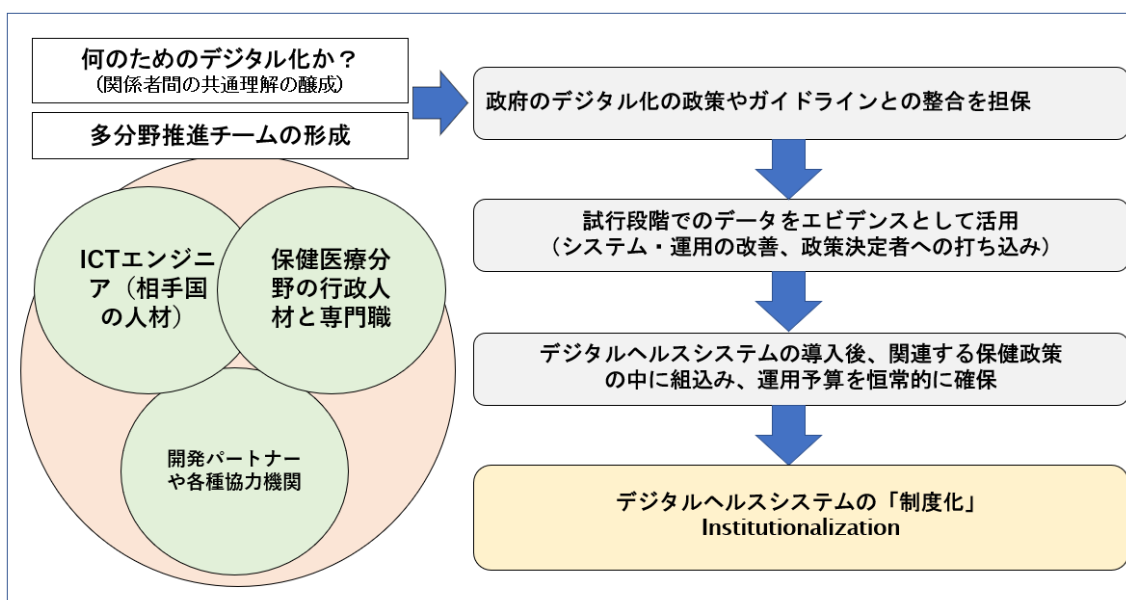 何のためのデジタル化か？
(関係者間の共通理解の醸成)
多分野推進チームの形成
ICTエンジニ
ア（相手国
の人材）
保健医療分
野の行政人
材と専門職
開発パートナー
や各種協力機関
政府のデジタル化の政策やガイドラインとの整合を担保
試行段階でのデータをエビデンスとして活用
（システム・運用の改善、政策決定者への打ち込み）
デジタルヘルスシステムの導入後、関連する保健政策
の中に組込み、運用予算を恒常的に確保
デジタルヘルスシステムの「制度化」
Institutionalization